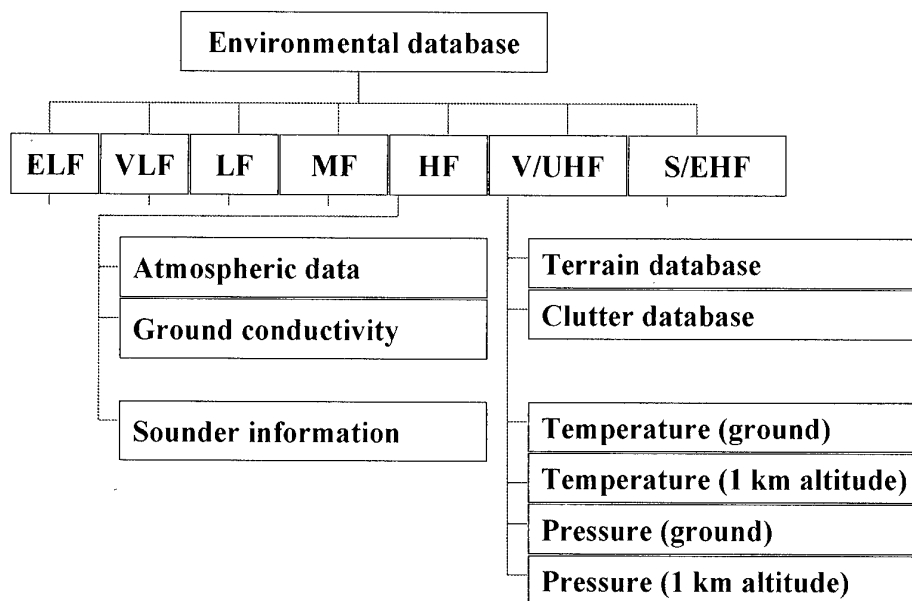 Environmental database
ELF VLF LF MF HF V/UHF S/EHF
Atmospheric data
Ground conductivity
Sounder information
Terrain database
Clutter database
Temperature (ground)
Temperature (1 km altitude)
Pressure (ground)
Pressure (1 km altitude)